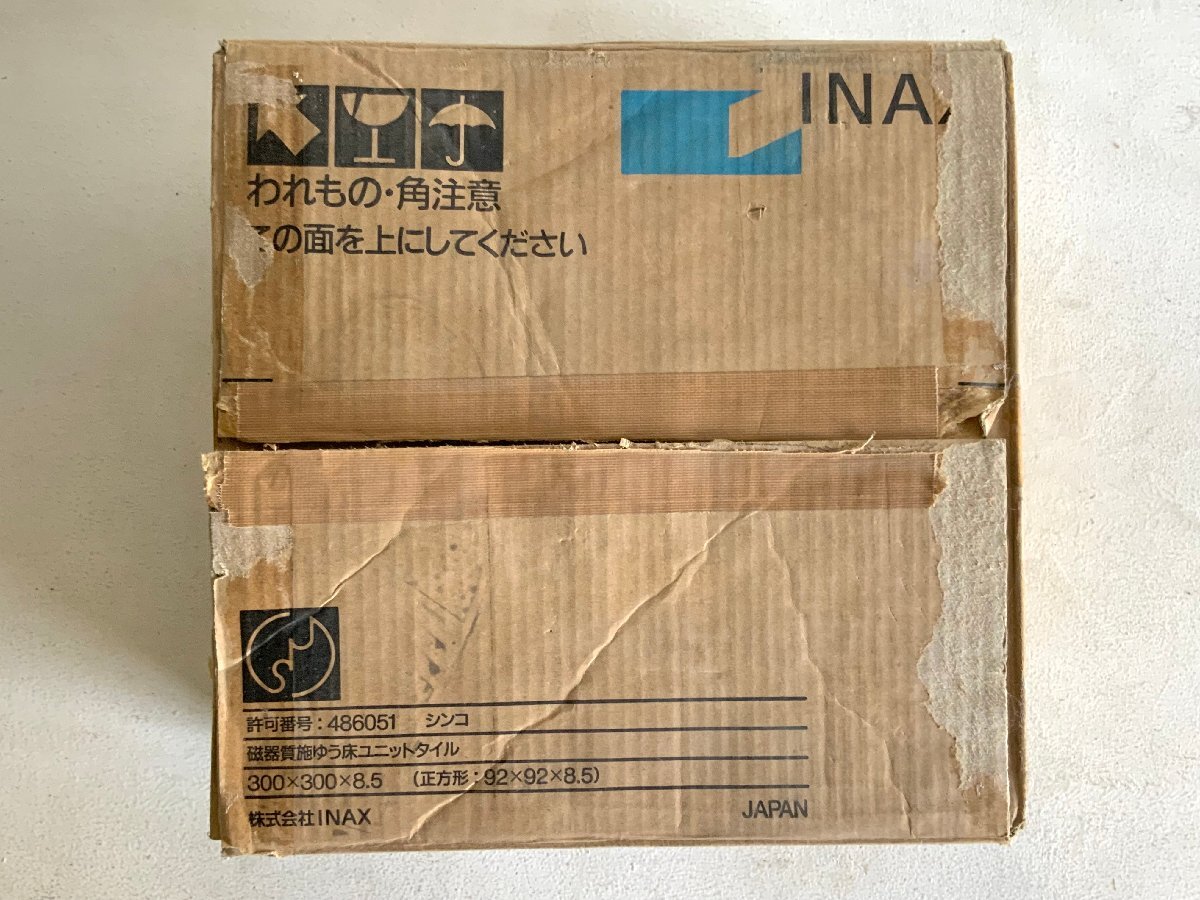 INA
われもの・角注意
の面を上にしてください
許可番号：486051 シンコ
磁器質施ゆう床ユニットタイル
300×300×8.5 （正方形：92×92×8.5）
株式会社INAX
JAPAN